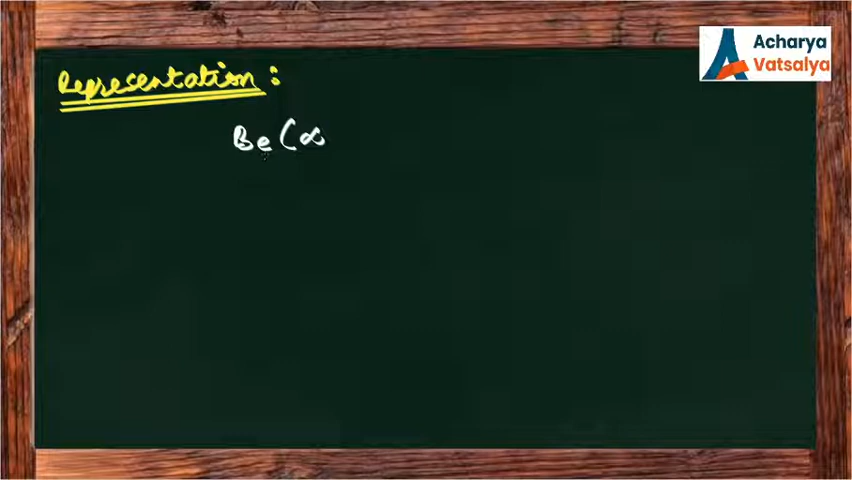 Acharya
Vatsalya
Representation :
Be (α